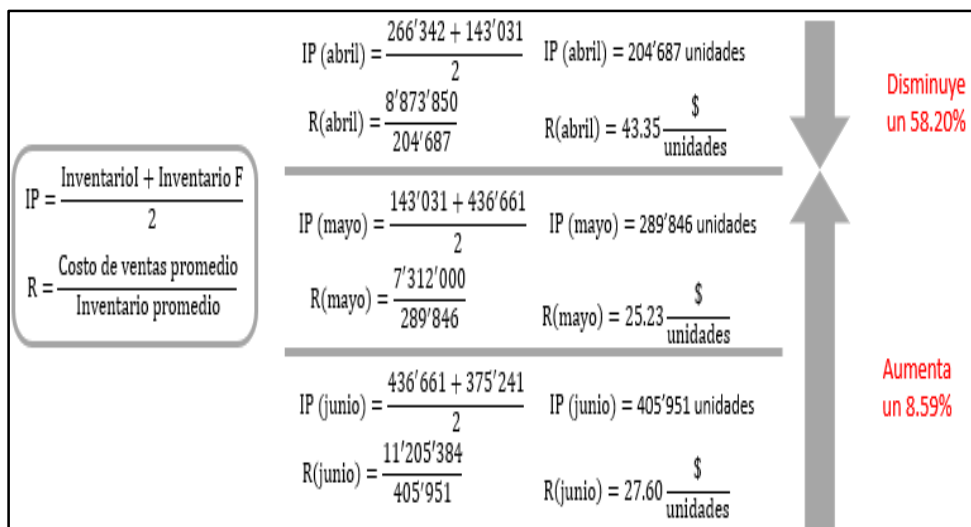 IP = (InventarioI + Inventario F) / 2
R = Costo de ventas promedio / Inventario promedio
IP (abril) = (266'342 + 143'031) / 2 IP (abril) = 204'687 unidades
R(abril) = 8'873'850 / 204'687 R(abril) = 43.35 $ / unidades
Disminuye
un 58.20%
IP (mayo) = (143'031 + 436'661) / 2 IP (mayo) = 289'846 unidades
R(mayo) = 7'312'000 / 289'846 R(mayo) = 25.23 $ / unidades
IP (junio) = (436'661 + 375'241) / 2 IP (junio) = 405'951 unidades
R(junio) = 11'205'384 / 405'951 R(junio) = 27.60 $ / unidades
Aumenta
un 8.59%